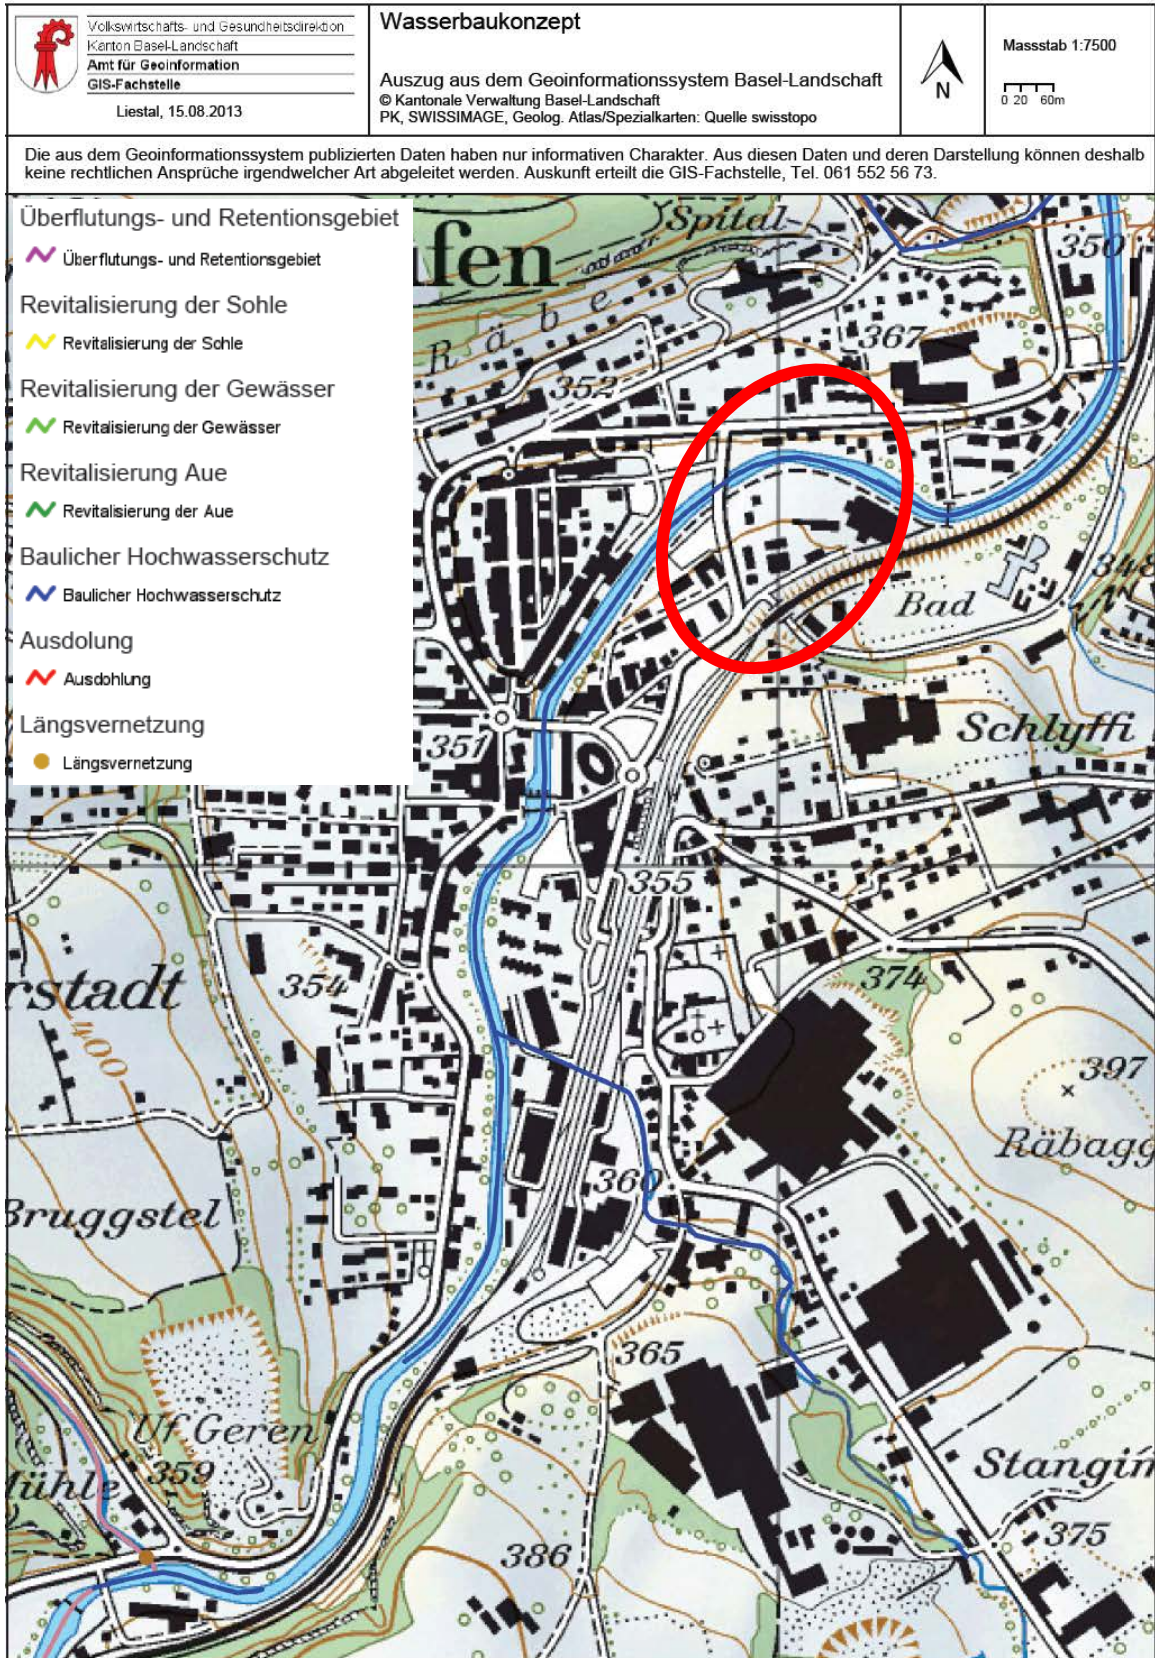 Volkswirtschafts- und Gesundheitsdirektion
Kanton Basel-Landschaft
Amt für Geoinformation
GIS-Fachstelle
Liestal, 15.08.2013
Wasserbaukonzept
Auszug aus dem Geoinformationssystem Basel-Landschaft
© Kantonale Verwaltung Basel-Landschaft
PK, SWISSIMAGE, Geolog. Atlas/Spezialkarten: Quelle swisstopo
N
Massstab 1:7500
0 20 60m
Die aus dem Geoinformationssystem publizierten Daten haben nur informativen Charakter. Aus diesen Daten und deren Darstellung können deshalb
keine rechtlichen Ansprüche irgendwelcher Art abgeleitet werden. Auskunft erteilt die GIS-Fachstelle, Tel. 061 552 56 73.
Überflutungs- und Retentionsgebiet
Überflutungs- und Retentionsgebiet
Revitalisierung der Sohle
Revitalisierung der Sohle
Revitalisierung der Gewässer
Revitalisierung der Gewässer
Revitalisierung Aue
Revitalisierung der Aue
Baulicher Hochwasserschutz
Baulicher Hochwasserschutz
Ausdolung
Ausdohlung
Längsvernetzung
Längsvernetzung
ufen
Spital-
350
Räbe
367
352
348
Bad
Schlyffi
351
355
374
354
rstadt
400
397
Räbagg
360
Bruggstel
365
Uf Geren
359
Mühle
Stangim
375
386